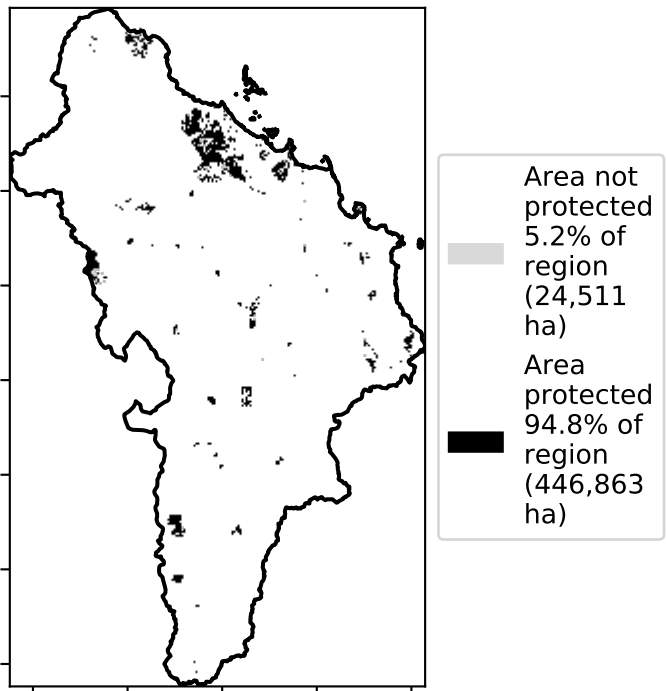 Area not
protected
5.2% of
region
(24,511
ha)
Area
protected
94.8% of
region
(446,863
ha)